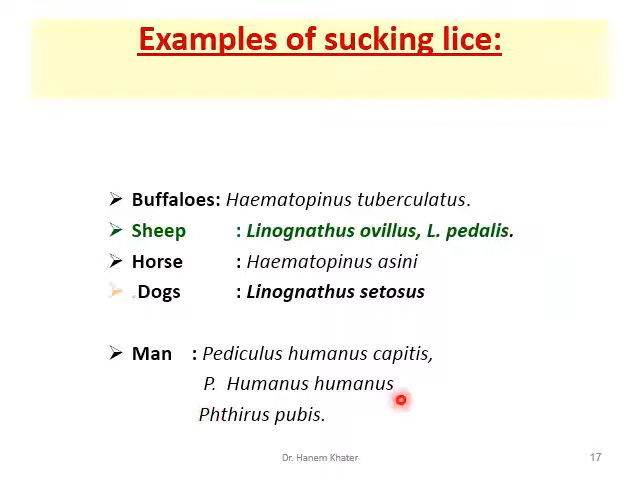 Examples of sucking lice:
➢ Buffaloes: Haematopinus tuberculatus.
➢ Sheep : Linognathus ovillus, L. pedalis.
➢ Horse : Haematopinus asini
➢ .Dogs : Linognathus setosus
➢ Man : Pediculus humanus capitis,
P. Humanus humanus
Phthirus pubis.
Dr. Hanem Khater 17